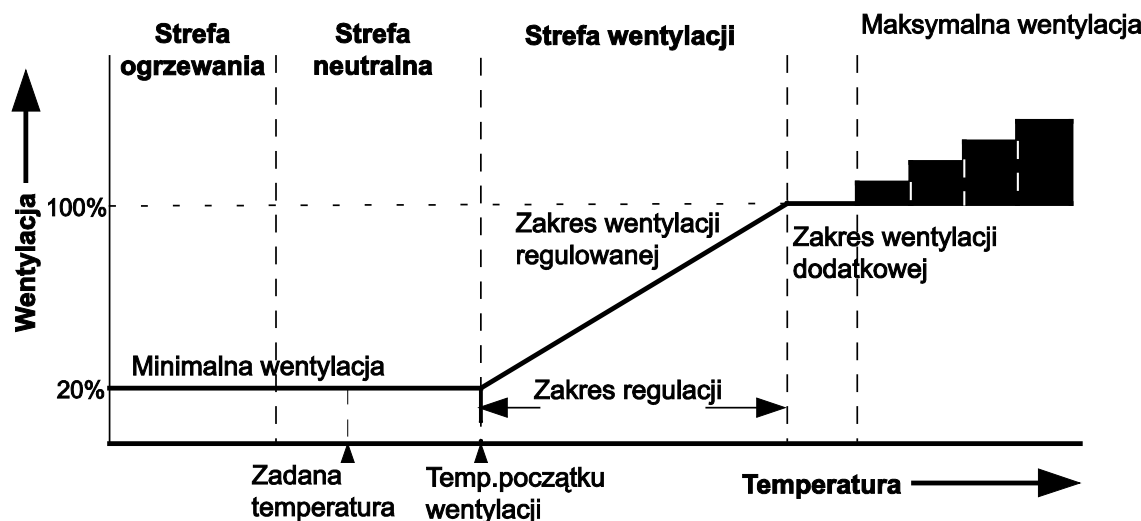 Strefa
ogrzewania
Strefa
neutralna
Strefa wentylacji
Maksymalna wentylacja
Wentylacja
100%
Zakres wentylacji
regulowanej
Zakres wentylacji
dodatkowej
Minimalna wentylacja
20%
Zakres regulacji
Zadana
temperatura
Temp.początku
wentylacji
Temperatura